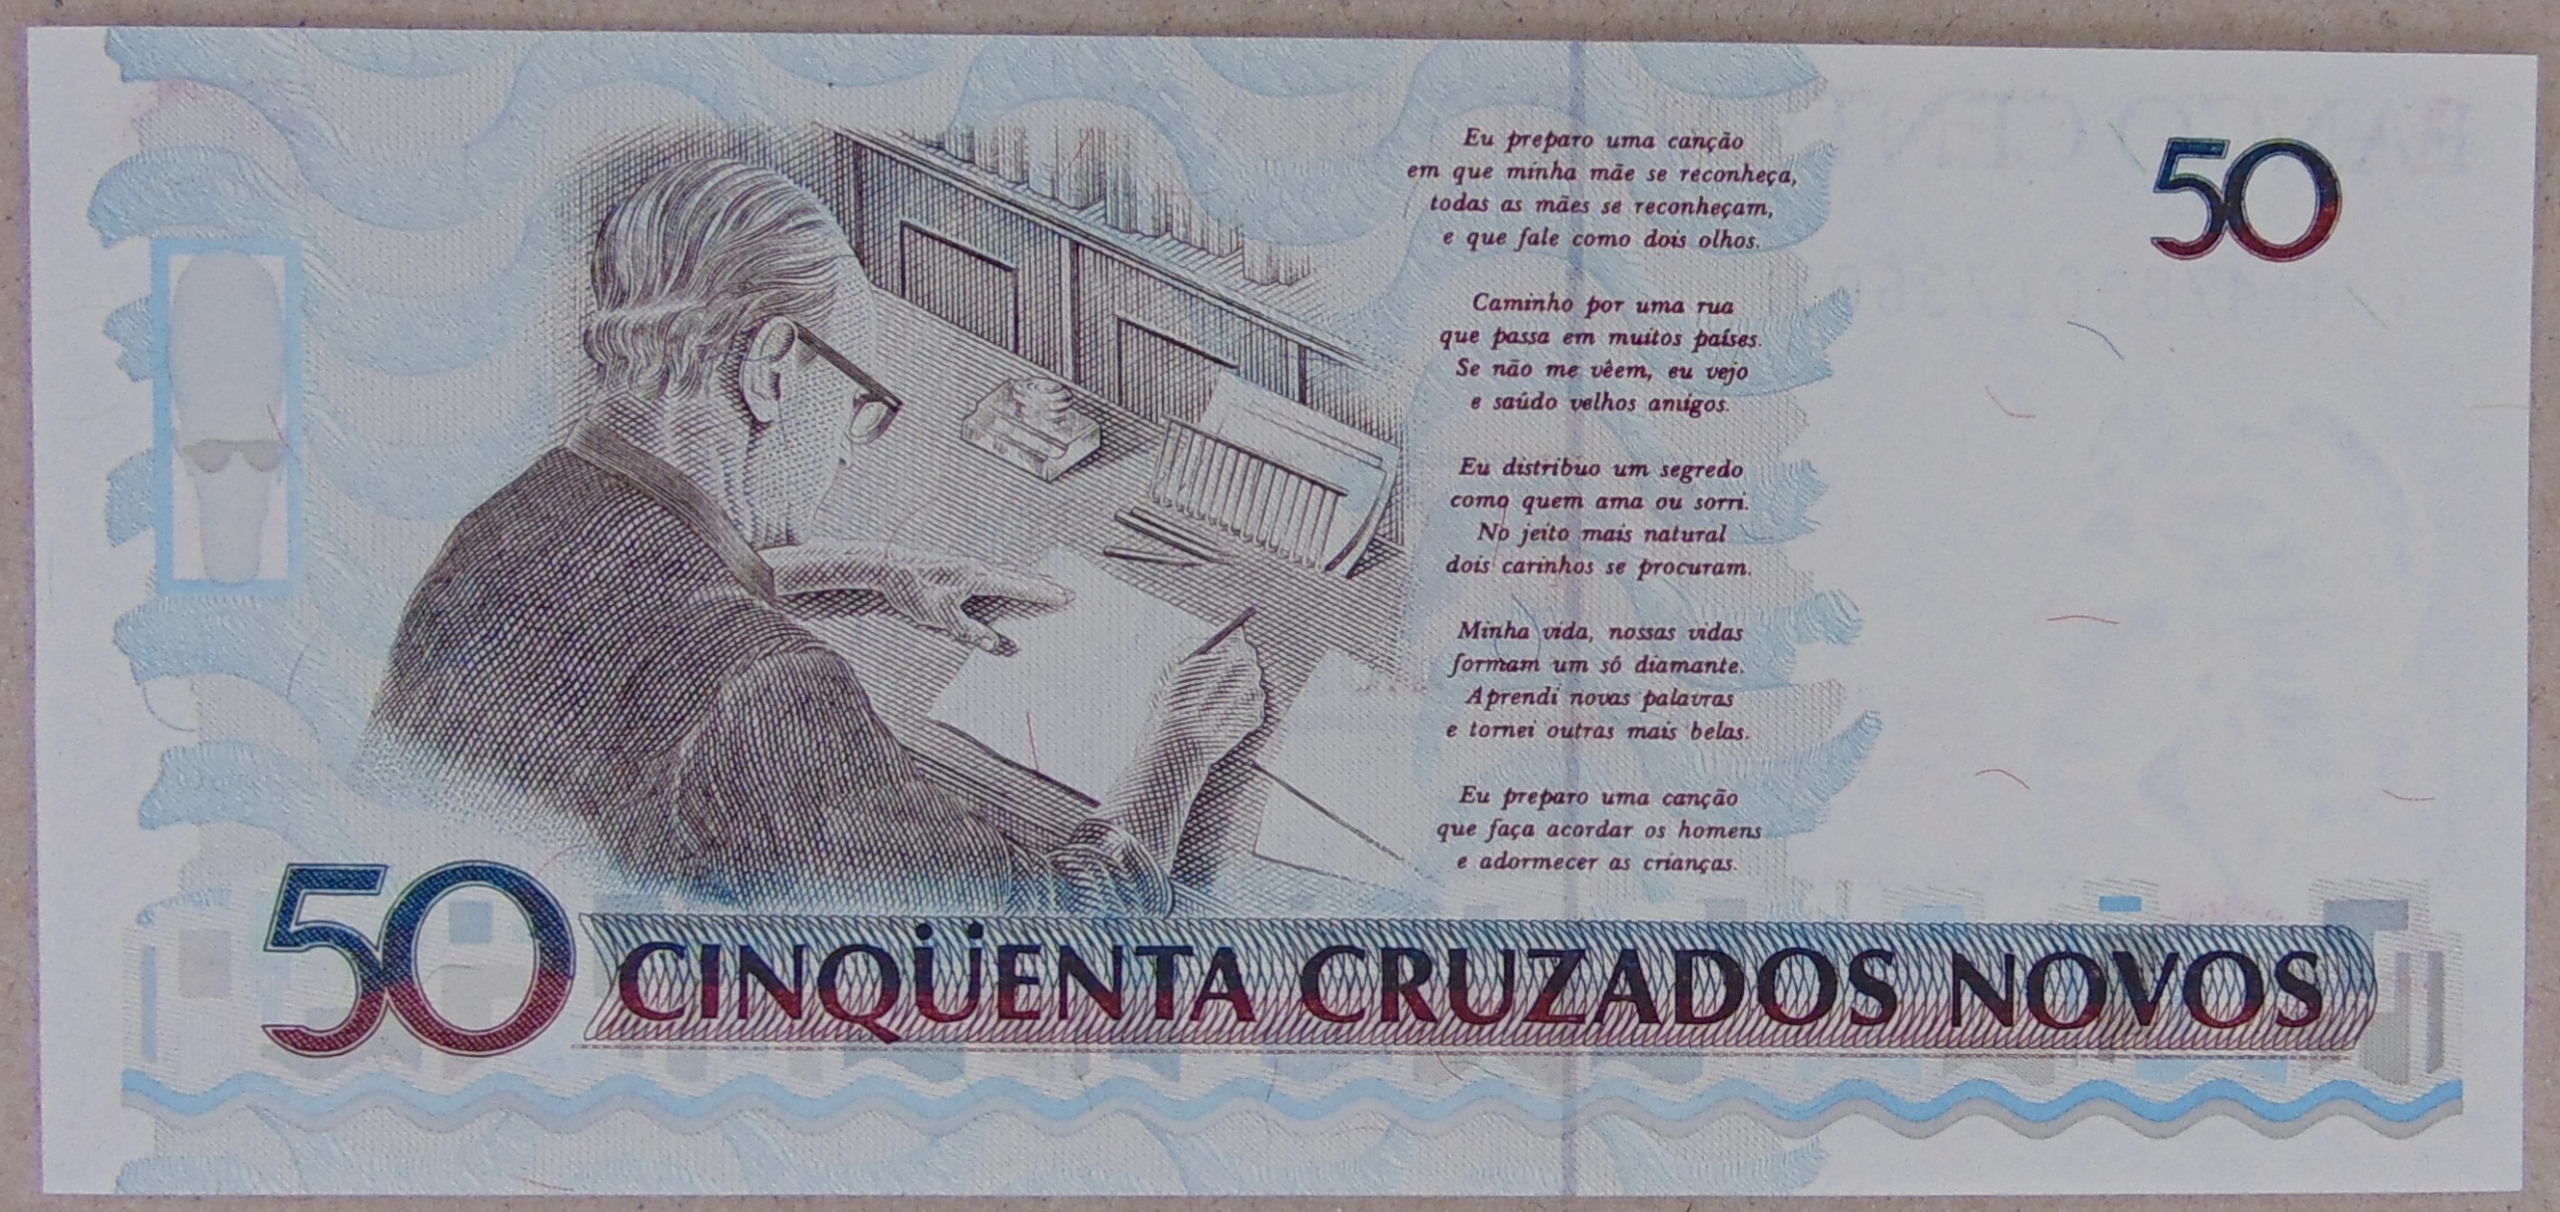 Eu preparo uma canção
em que minha mãe se reconheça,
todas as mães se reconheçam,
e que fale como dois olhos.
Caminho por uma rua
que passa em muitos países.
Se não me vêem, eu vejo
e saúdo velhos amigos.
Eu distribuo um segredo
como quem ama ou sorri.
No jeito mais natural
dois carinhos se procuram.
Minha vida, nossas vidas
formam um só diamante.
Aprendi novas palavras
e tornei outras mais belas.
Eu preparo uma canção
que faça acordar os homens
e adormecer as crianças.
50
50 CINQÜENTA CRUZADOS NOVOS